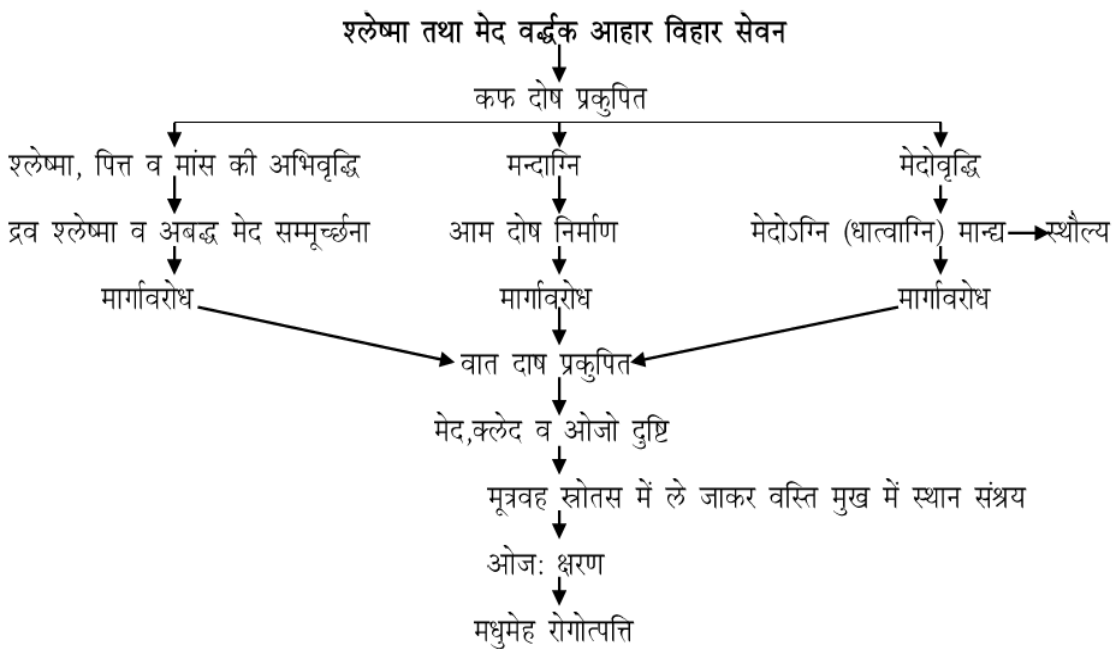 श्लेष्मा तथा मेद वर्द्धक आहार विहार सेवन
कफ दोष प्रकुपित
श्लेष्मा, पित्त व मांस की अभिवृद्धि मन्दाग्नि मेदोवृद्धि
द्रव श्लेष्मा व अबद्ध मेद सम्मूर्च्छना आम दोष निर्माण मेदोऽग्नि (धात्वाग्नि) मान्द्य स्थौल्य
मार्गावरोध मार्गावरोध मार्गावरोध
वात दाष प्रकुपित
मेद,क्लेद व ओजो दुष्टि
मूत्रवह स्रोतस में ले जाकर वस्ति मुख में स्थान संश्रय
ओज: क्षरण
मधुमेह रोगोत्पत्ति